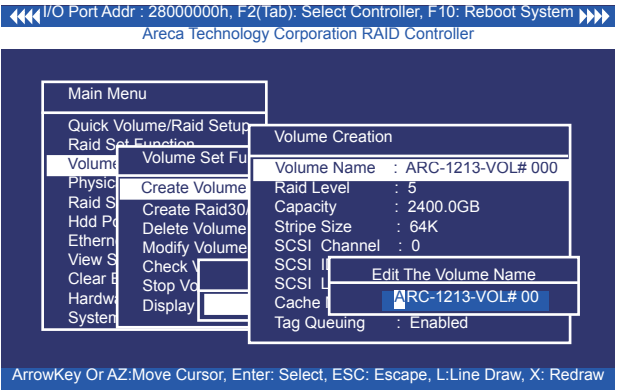 I/O Port Addr : 28000000h, F2(Tab): Select Controller, F10: Reboot System
Areca Technology Corporation RAID Controller
Main Menu
Quick Volume/Raid Setup
Raid Set Function
Volume
Physic
Raid S
Hdd Po
Ethern
View S
Clear E
Hardwa
System
Volume Set Fu
Create Volume
Create Raid30/
Delete Volume
Modify Volume
Check V
Stop Vo
Display
Volume Creation
Volume Name : ARC-1213-VOL# 000
Raid Level : 5
Capacity : 2400.0GB
Stripe Size : 64K
SCSI Channel : 0
SCSI I
SCSI L
Cache
Tag Queuing : Enabled
Edit The Volume Name
ARC-1213-VOL# 00
ArrowKey Or AZ:Move Cursor, Enter: Select, ESC: Escape, L:Line Draw, X: Redraw